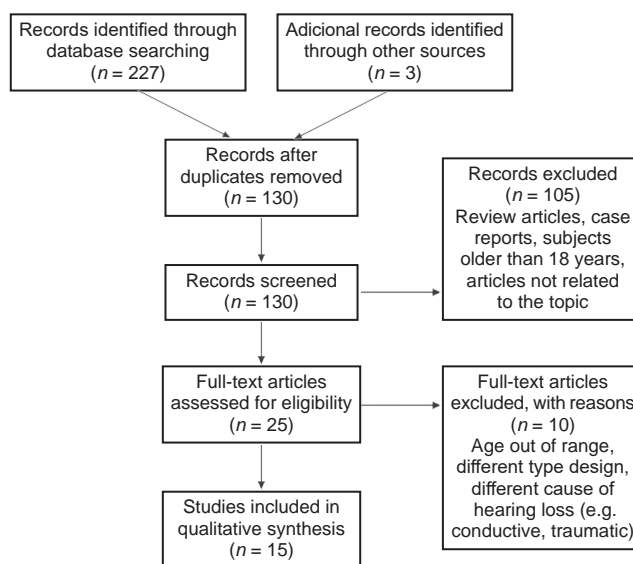 Records identified through
database searching
(n = 227)
Adicional records identified
through other sources
(n = 3)
Records after
duplicates removed
(n = 130)
Records excluded
(n = 105)
Review articles, case
reports, subjects
older than 18 years,
articles not related
to the topic
Records screened
(n = 130)
Full-text articles
assessed for eligibility
(n = 25)
Full-text articles
excluded, with reasons
(n = 10)
Age out of range,
different type design,
different cause of
hearing loss (e.g.
conductive, traumatic)
Studies included in
qualitative synthesis
(n = 15)